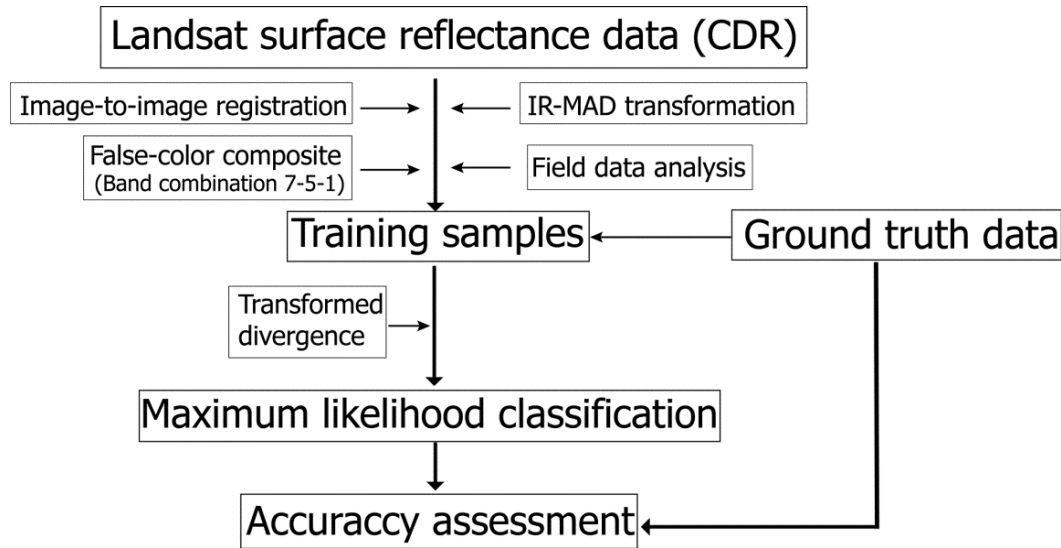 Landsat surface reflectance data (CDR)
Image-to-image registration
IR-MAD transformation
False-color composite
(Band combination 7-5-1)
Field data analysis
Training samples
Ground truth data
Transformed
divergence
Maximum likelihood classification
Accuraccy assessment